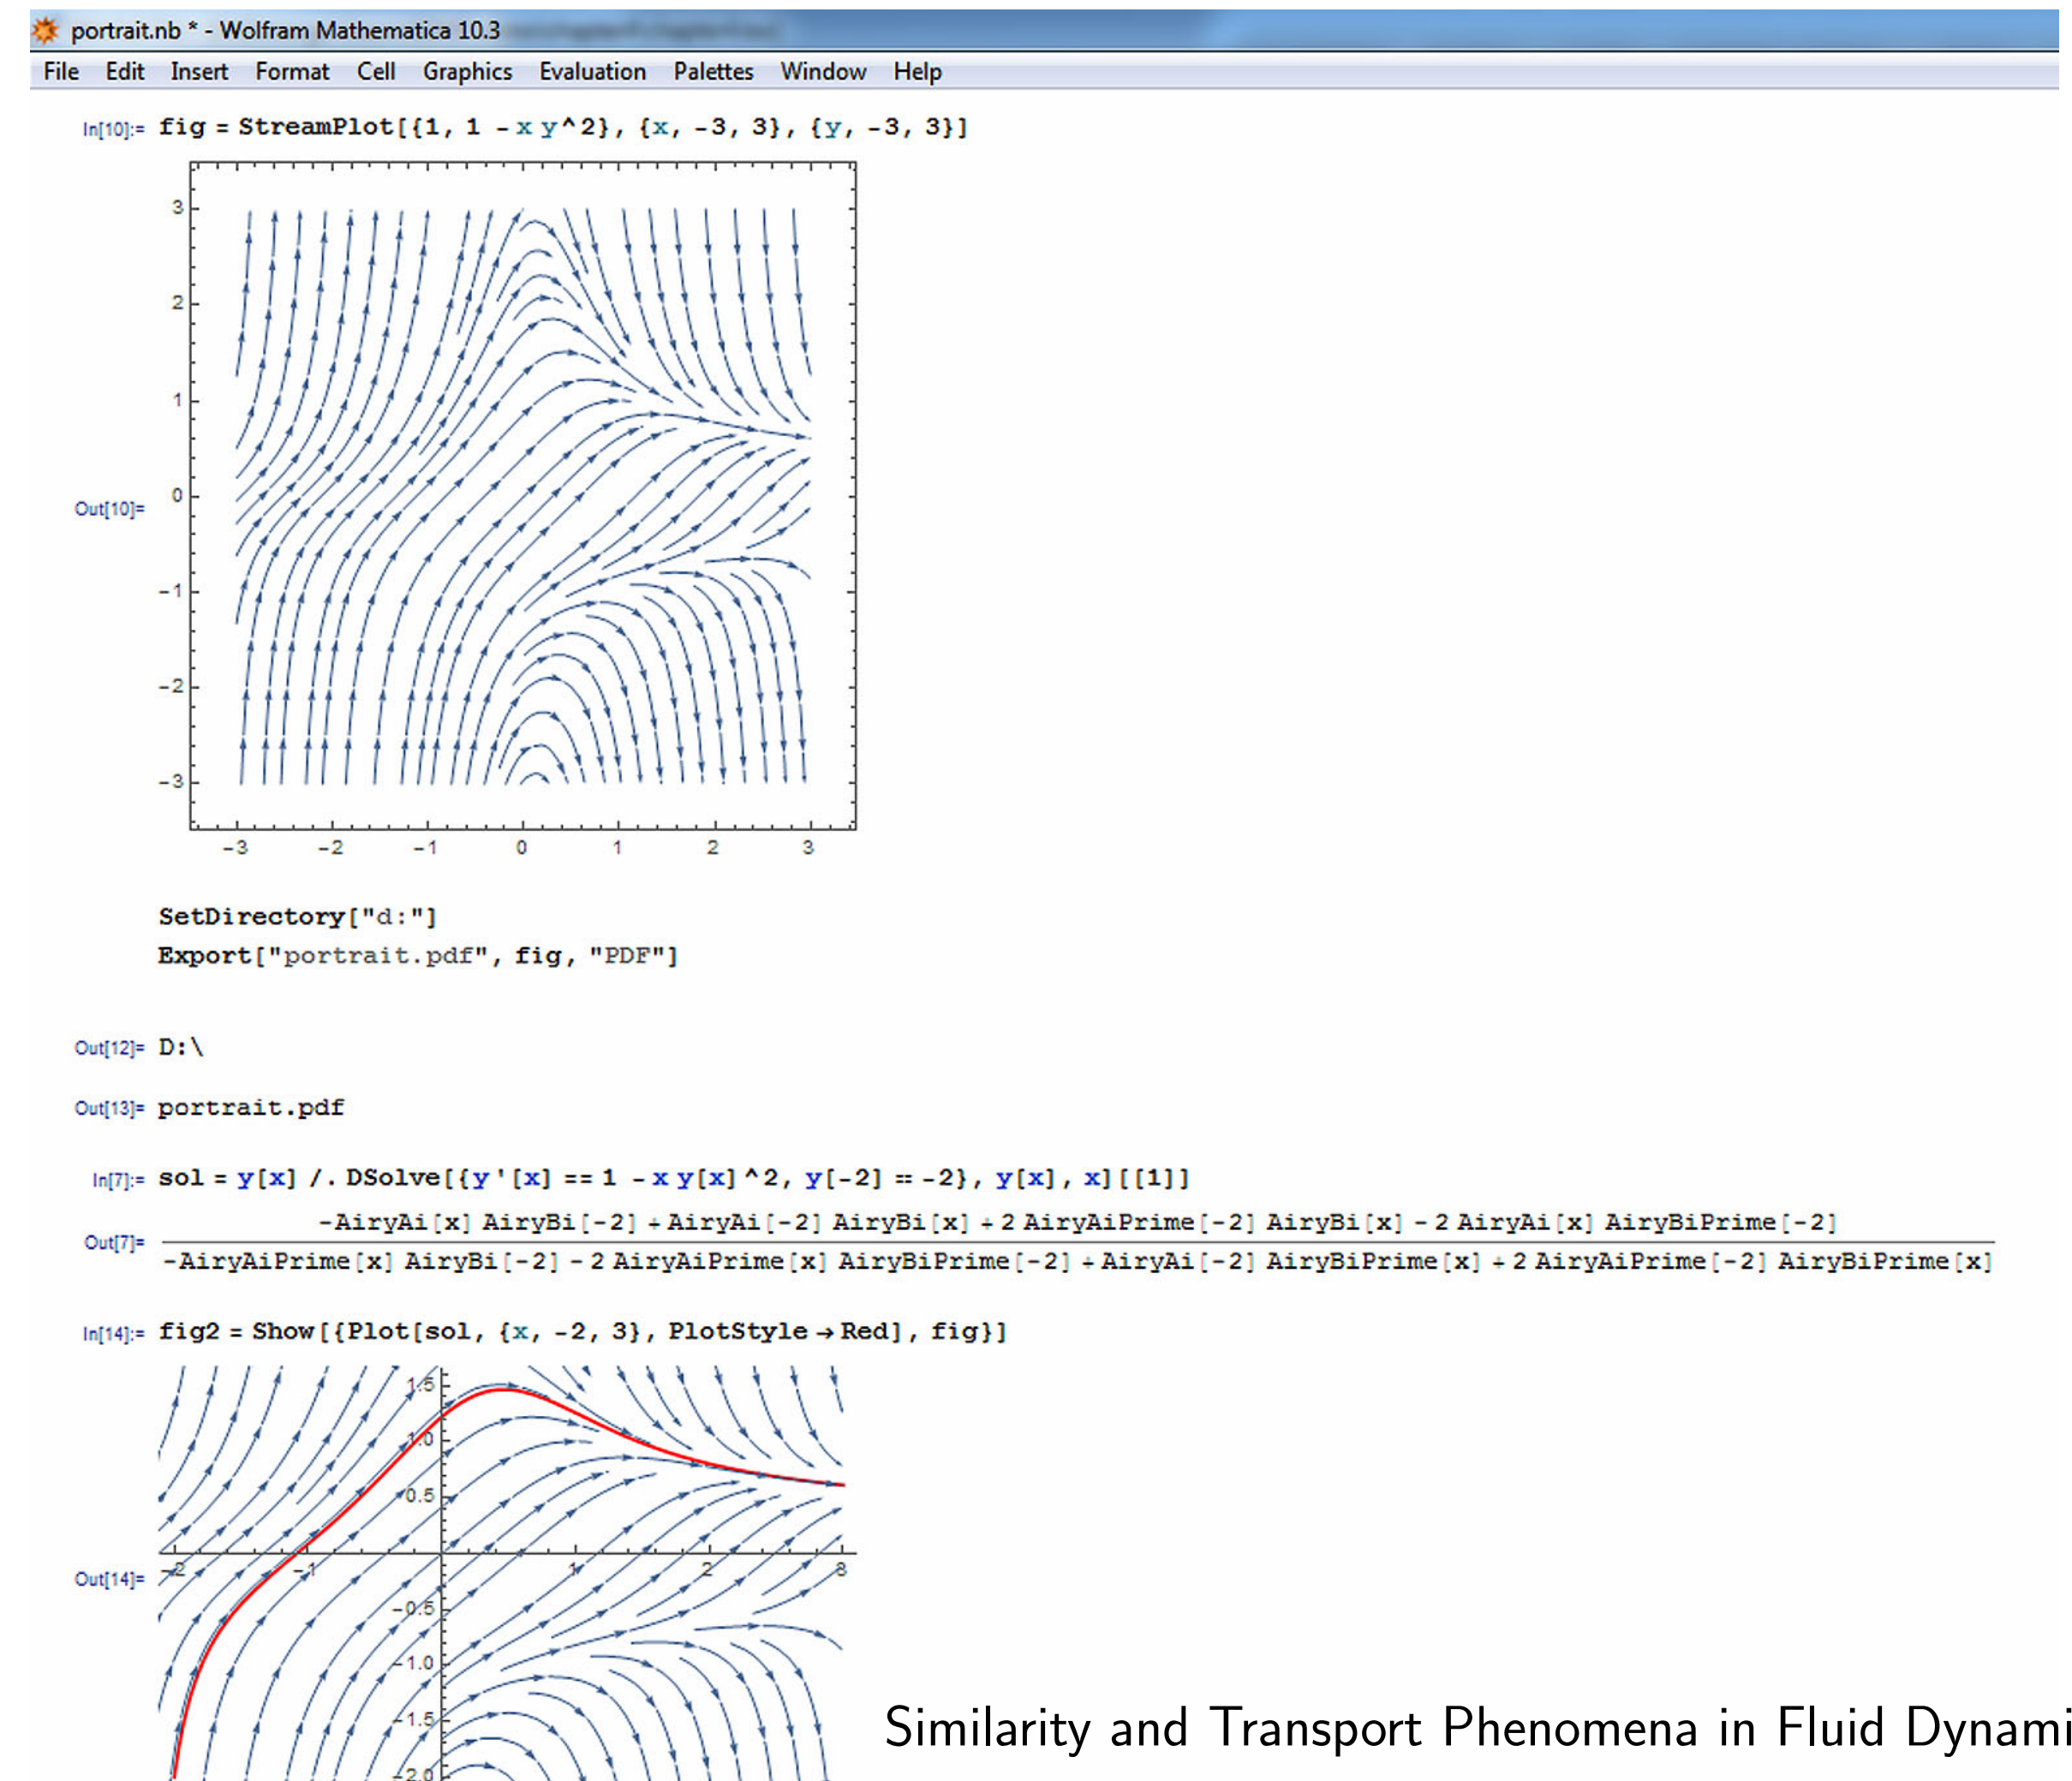 portrait.nb * - Wolfram Mathematica 10.3
File Edit Insert Format Cell Graphics Evaluation Palettes Window Help
In[10]:= fig = StreamPlot[{1, 1 - x y^2}, {x, -3, 3}, {y, -3, 3}]
3
2
1
0
-1
-2
-3
Out[10]=
-3 -2 -1 0 1 2 3
SetDirectory["d:"]
Export["portrait.pdf", fig, "PDF"]
Out[12]= D:\
Out[13]= portrait.pdf
In[7]:= sol = y[x] /. DSolve[{y'[x] == 1 - x y[x]^2, y[-2] == -2}, y[x], x][[1]]
-AiryAi[x] AiryBi[-2] + AiryAi[-2] AiryBi[x] + 2 AiryAiPrime[-2] AiryBi[x] - 2 AiryAi[x] AiryBiPrime[-2]
Out[7]=
-AiryAiPrime[x] AiryBi[-2] - 2 AiryAiPrime[x] AiryBiPrime[-2] + AiryAi[-2] AiryBiPrime[x] + 2 AiryAiPrime[-2] AiryBiPrime[x]
In[14]:= fig2 = Show[{Plot[sol, {x, -2, 3}, PlotStyle → Red], fig}]
1.5
1.0
0.5
Out[14]=
-2 -1 1 2 3
-0.5
-1.0
-1.5
-2.0
Similarity and Transport Phenomena in Fluid Dynami